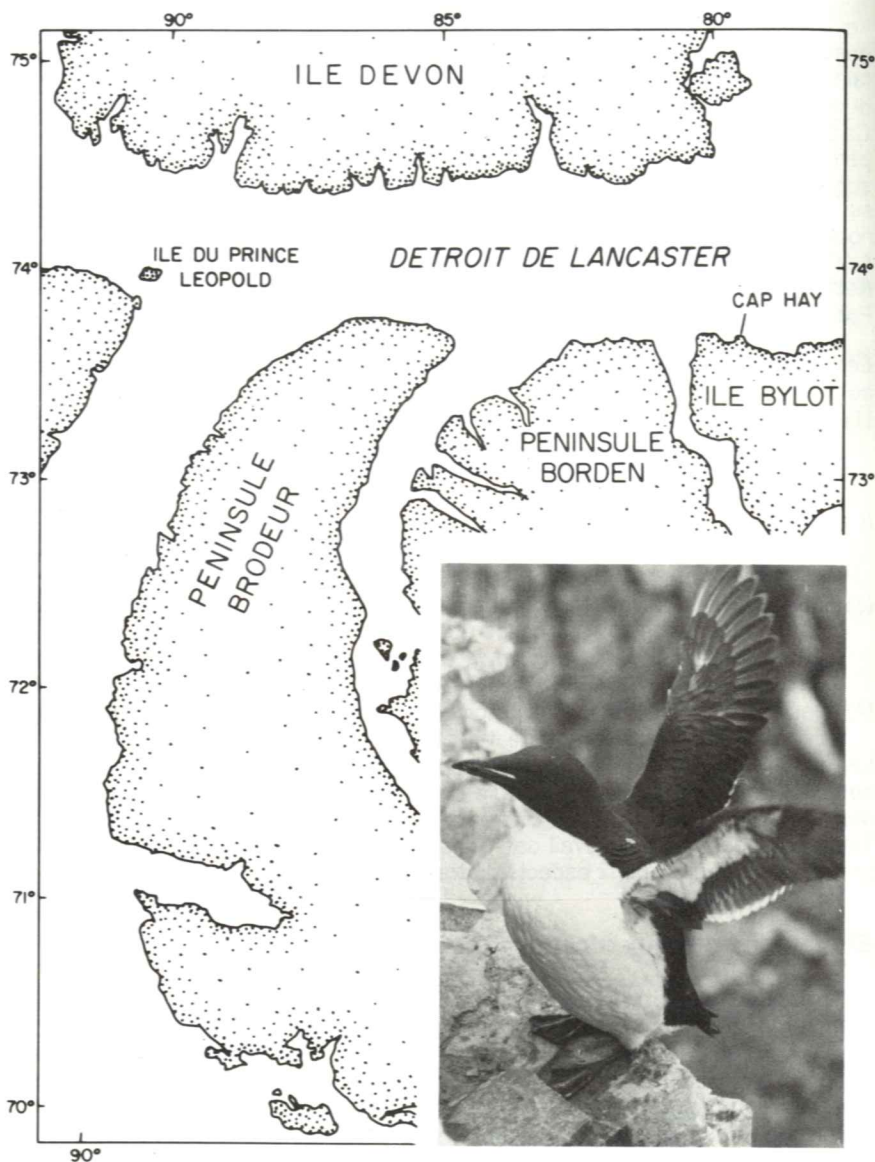 90°
85°
80°
75°
ILE DEVON
75°
ILE DU PRINCE
LEOPOLD
DETROIT DE LANCASTER
74°
74°
CAP HAY
ILE BYLOT
PENINSULE
BORDEN
73°
73°
PENINSULE
BRODEUR
72°
71°
70°
90°